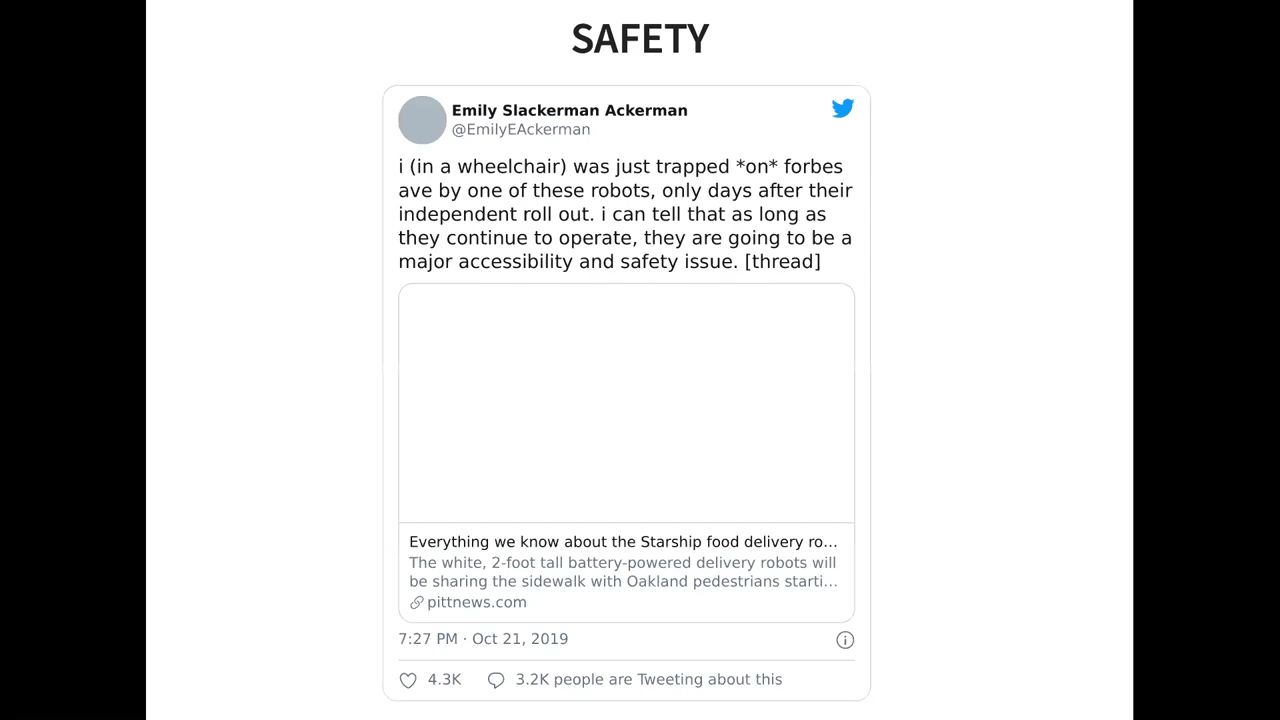 SAFETY
Emily Slackerman Ackerman
@EmilyEAckerman
i (in a wheelchair) was just trapped *on* forbes
ave by one of these robots, only days after their
independent roll out. i can tell that as long as
they continue to operate, they are going to be a
major accessibility and safety issue. [thread]
Everything we know about the Starship food delivery ro...
The white, 2-foot tall battery-powered delivery robots will
be sharing the sidewalk with Oakland pedestrians starti...
pittnews.com
7:27 PM · Oct 21, 2019
4.3K 3.2K people are Tweeting about this